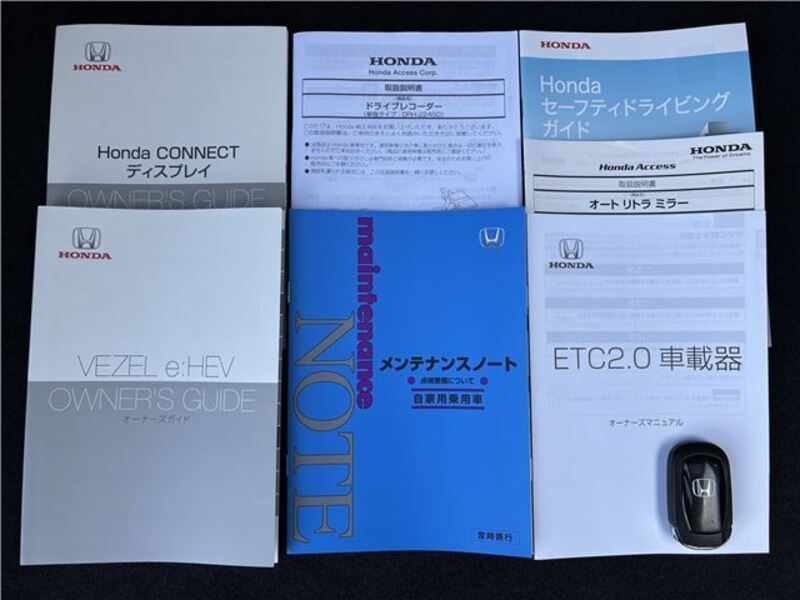 HONDA
Honda CONNECT
ディスプレイ
OWNER'S GUIDE
HONDA
Honda Access Corp.
取扱説明書
ドライブレコーダー
HONDA
Honda
セーフティドライビング
ガイド
HONDA
The Power of Dreams
Honda Access
取扱説明書
オート リトラ ミラー
HONDA
VEZEL e:HEV
OWNER'S GUIDE
オーナーズガイド
maintenance
NOTE
メンテナンスノート
点検整備について
自家用乗用車
常時携行
HONDA
ETC2.0 車載器
オーナーズマニュアル